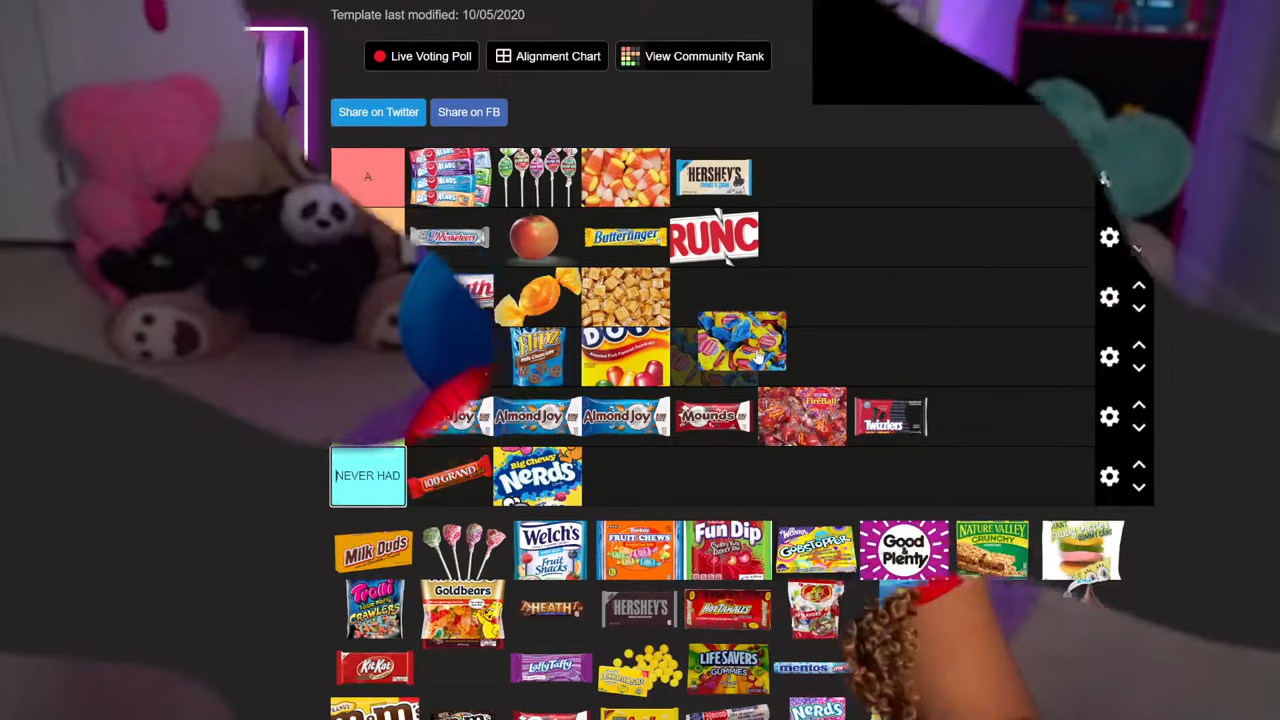 Template last modified: 10/05/2020
Live Voting Poll
Alignment Chart
View Community Rank
Share on Twitter
Share on FB
A
HERSHEY'S
Musketeers
Butterfinger
RUNC
Flipz
DOTS
Almond Joy
Almond Joy
Mounds
FireBall
Twizzlers
NEVER HAD
100 GRAND
Big Chewy
NeRDS
Milk Duds
WELCH'S
Fruit Snacks
FRUIT CHEWS
Fun Dip
WONKA
GOBSTOPPER
Good & Plenty
NATURE VALLEY
CRUNCHY
Trolli
CRAWLERS
Goldbears
HEATH
HERSHEY'S
HOT TAMALES
KitKat
Laffy Taffy
LIFE SAVERS
GUMMIES
mentos
Nerds